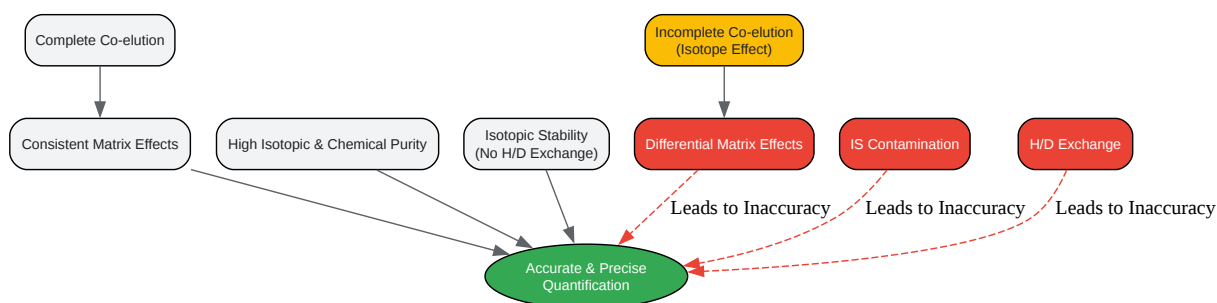 Complete Co-elution
Incomplete Co-elution
(Isotope Effect)
Consistent Matrix Effects
High Isotopic & Chemical Purity
Isotopic Stability
(No H/D Exchange)
Differential Matrix Effects
IS Contamination
H/D Exchange
Leads to Inaccuracy
Leads to Inaccuracy
Leads to Inaccuracy
Accurate & Precise
Quantification